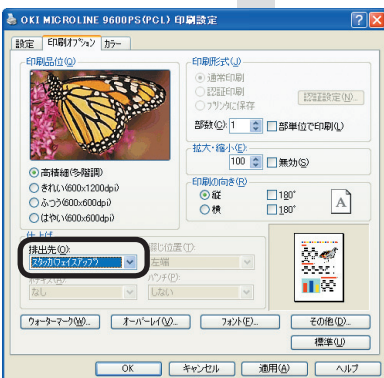 OKI MICROLINE 9600PS(PCL) 印刷設定
設定 印刷オプション カラー
印刷品位(Q)
高精細(多階調)
きれい(600x1200dpi)
ふつう(600x600dpi)
はやい(600x600dpi)
印刷形式(J)
通常印刷
認証印刷
プリンタに保存
認証設定(N)...
部数(C): 1 部単位で印刷(L)
拡大・縮小(E):
100 無効(S)
印刷の向き(R)
縦 180°
横 180°
A
仕上げ
排出先(O):
スタッカ(フェイスアップ)
綴じ位置(T):
左端
パンチ(P):
なし
しない
ウォーターマーク(W)... オーバーレイ(V)... フォント(F)... その他(D)...
標準(U)
OK キャンセル 適用(A) ヘルプ